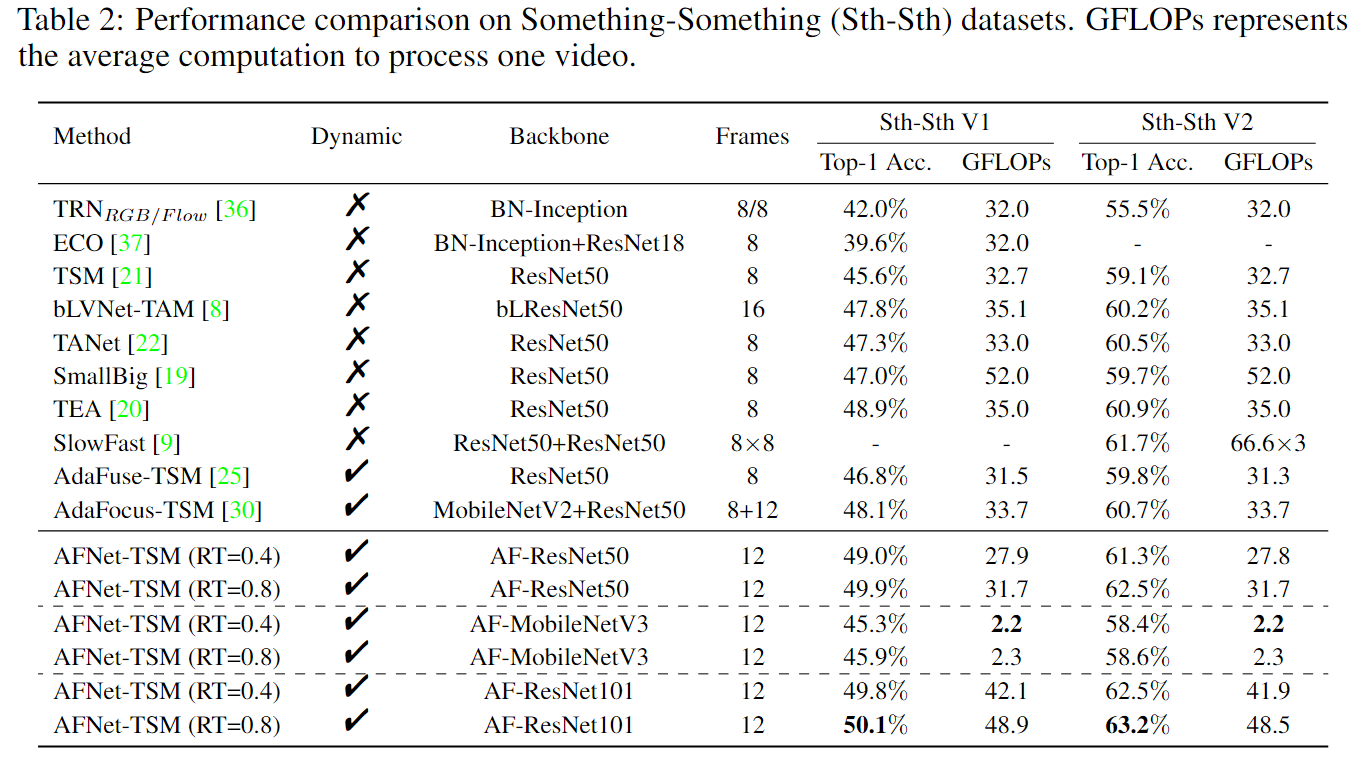 Table 2: Performance comparison on Something-Something (Sth-Sth) datasets. GFLOPs represents
the average computation to process one video.
Method Dynamic Backbone Frames Sth-Sth V1 Sth-Sth V2
Top-1 Acc. GFLOPs Top-1 Acc. GFLOPs
TRN_{RGB/Flow} [36] ✗ BN-Inception 8/8 42.0% 32.0 55.5% 32.0
ECO [37] ✗ BN-Inception+ResNet18 8 39.6% 32.0 - -
TSM [21] ✗ ResNet50 8 45.6% 32.7 59.1% 32.7
bLVNet-TAM [8] ✗ bLResNet50 16 47.8% 35.1 60.2% 35.1
TANet [22] ✗ ResNet50 8 47.3% 33.0 60.5% 33.0
SmallBig [19] ✗ ResNet50 8 47.0% 52.0 59.7% 52.0
TEA [20] ✗ ResNet50 8 48.9% 35.0 60.9% 35.0
SlowFast [9] ✗ ResNet50+ResNet50 8×8 - - 61.7% 66.6×3
AdaFuse-TSM [25] ✔ ResNet50 8 46.8% 31.5 59.8% 31.3
AdaFocus-TSM [30] ✔ MobileNetV2+ResNet50 8+12 48.1% 33.7 60.7% 33.7
AFNet-TSM (RT=0.4) ✔ AF-ResNet50 12 49.0% 27.9 61.3% 27.8
AFNet-TSM (RT=0.8) ✔ AF-ResNet50 12 49.9% 31.7 62.5% 31.7
AFNet-TSM (RT=0.4) ✔ AF-MobileNetV3 12 45.3% 2.2 58.4% 2.2
AFNet-TSM (RT=0.8) ✔ AF-MobileNetV3 12 45.9% 2.3 58.6% 2.3
AFNet-TSM (RT=0.4) ✔ AF-ResNet101 12 49.8% 42.1 62.5% 41.9
AFNet-TSM (RT=0.8) ✔ AF-ResNet101 12 50.1% 48.9 63.2% 48.5